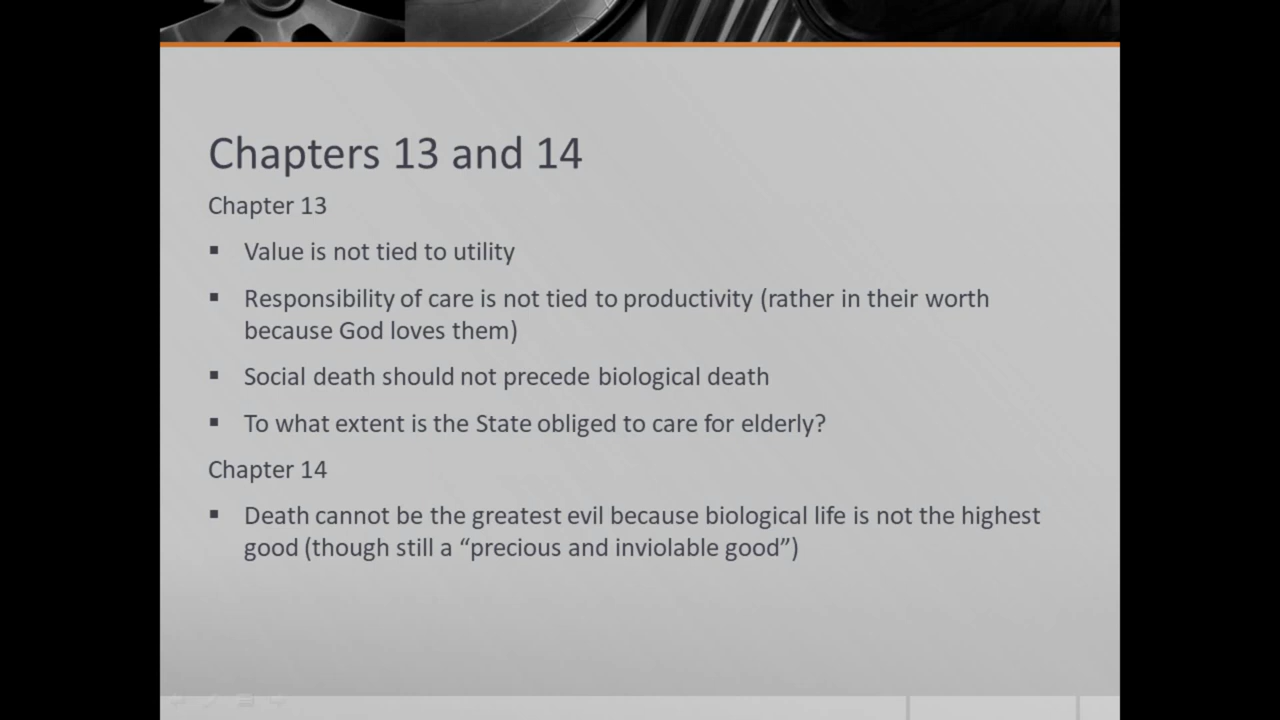 Chapters 13 and 14
Chapter 13
▪ Value is not tied to utility
▪ Responsibility of care is not tied to productivity (rather in their worth
because God loves them)
▪ Social death should not precede biological death
▪ To what extent is the State obliged to care for elderly?
Chapter 14
▪ Death cannot be the greatest evil because biological life is not the highest
good (though still a “precious and inviolable good”)